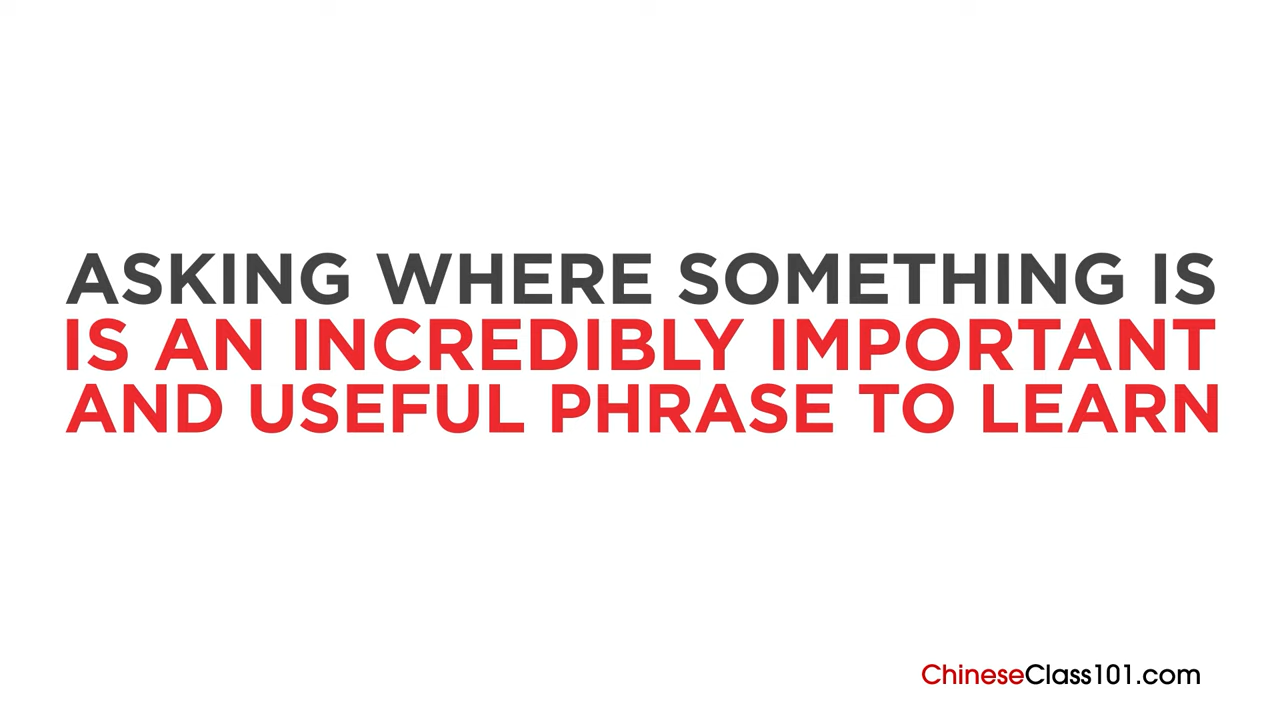 ASKING WHERE SOMETHING IS
IS AN INCREDIBLY IMPORTANT
AND USEFUL PHRASE TO LEARN
ChineseClass101.com